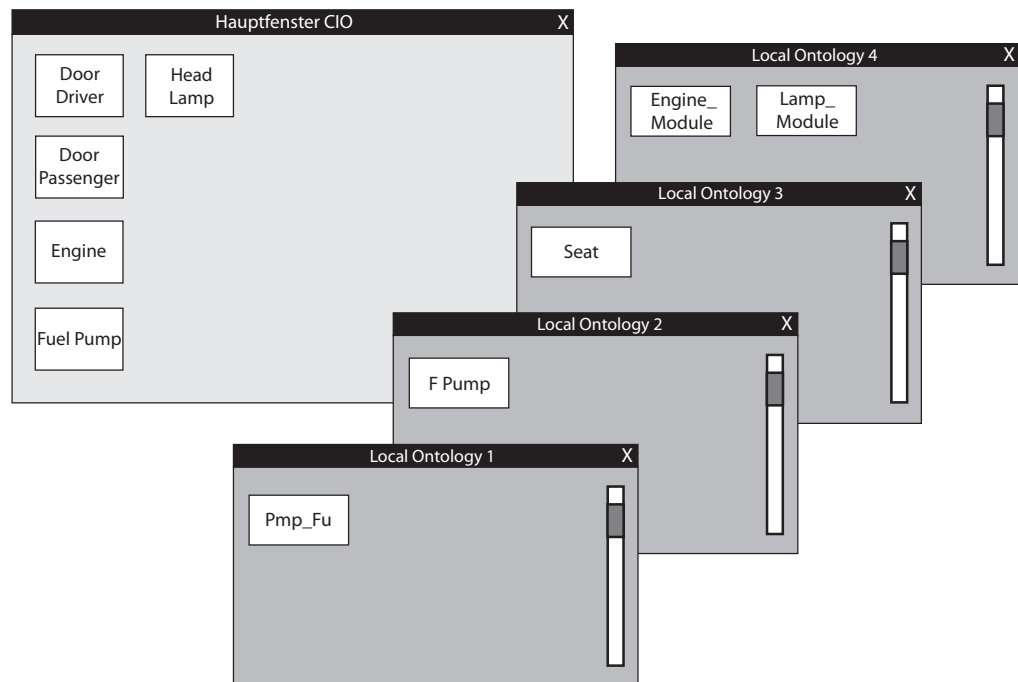 Hauptfenster CIO X
Door
Driver
Head
Lamp
Door
Passenger
Engine
Fuel Pump
Local Ontology 4 X
Engine_
Module
Lamp_
Module
Local Ontology 3 X
Seat
Local Ontology 2 X
F Pump
Local Ontology 1 X
Pmp_Fu